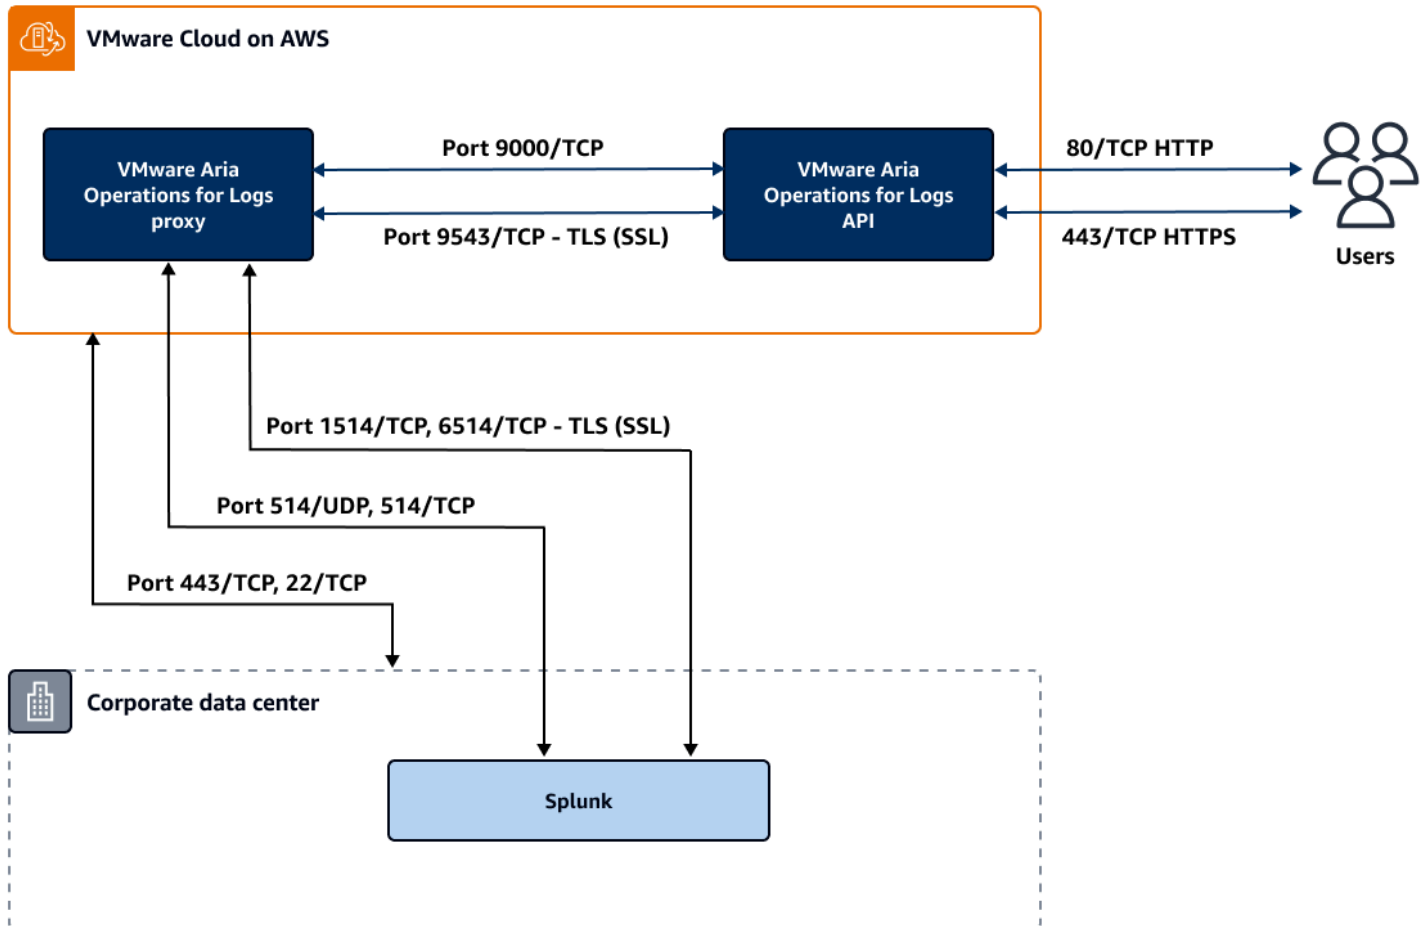 VMware Cloud on AWS
VMware Aria
Operations for Logs
proxy
Port 9000/TCP
Port 9543/TCP - TLS (SSL)
VMware Aria
Operations for Logs
API
80/TCP HTTP
443/TCP HTTPS
Users
Port 1514/TCP, 6514/TCP - TLS (SSL)
Port 514/UDP, 514/TCP
Port 443/TCP, 22/TCP
Corporate data center
Splunk